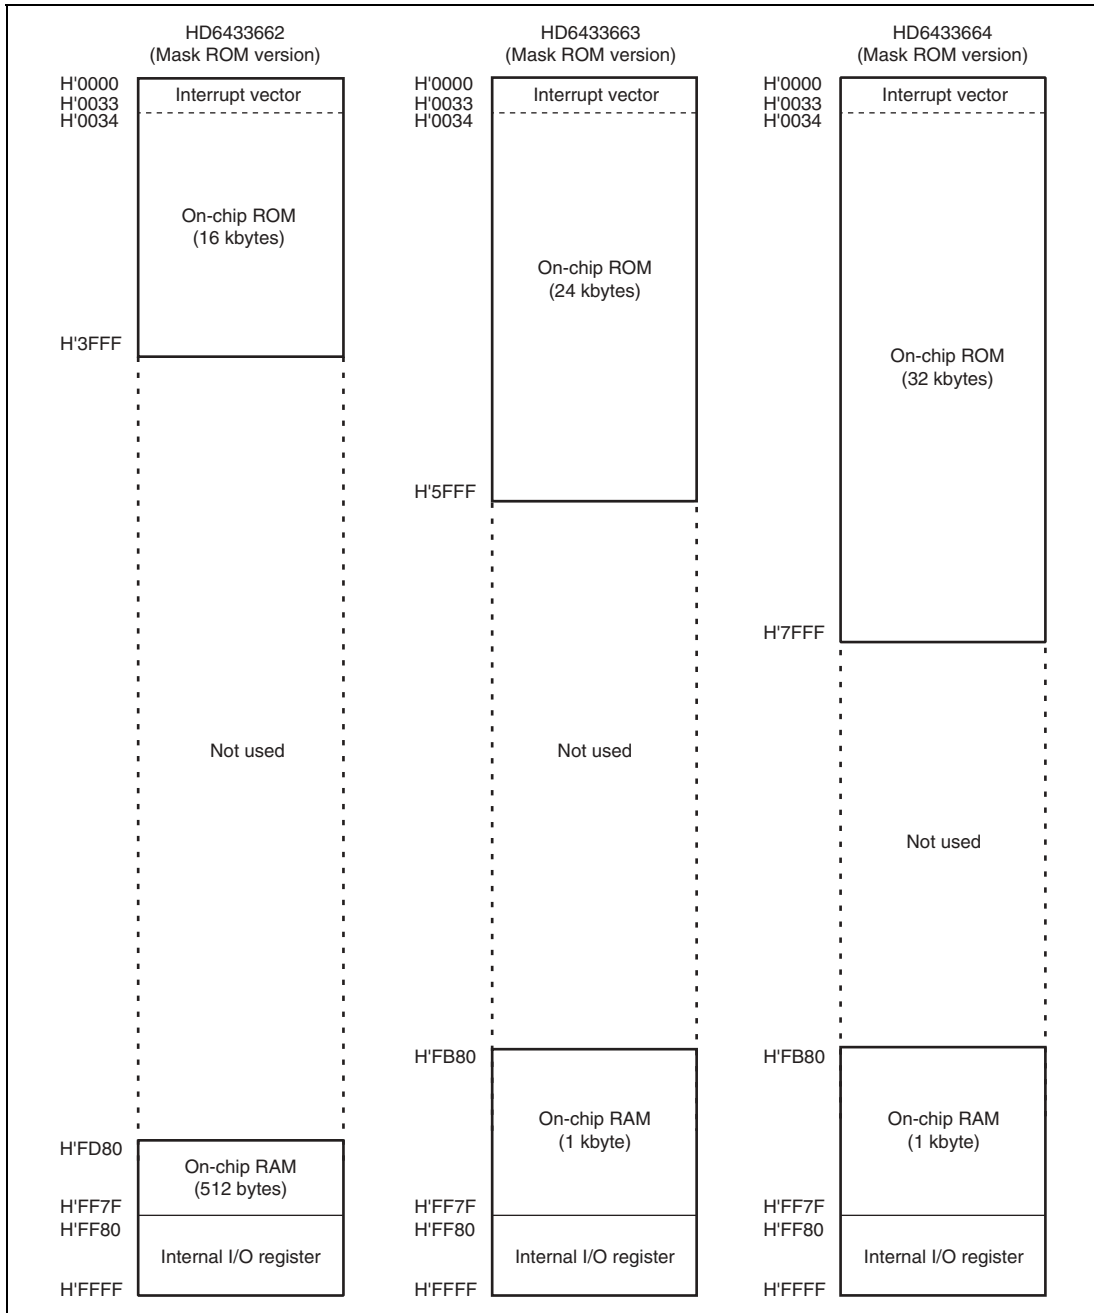 HD6433662
(Mask ROM version)
H'0000
H'0033
H'0034
Interrupt vector
On-chip ROM
(16 kbytes)
H'3FFF
Not used
H'FD80
On-chip RAM
(512 bytes)
H'FF7F
H'FF80
Internal I/O register
H'FFFF
HD6433663
(Mask ROM version)
H'0000
H'0033
H'0034
Interrupt vector
On-chip ROM
(24 kbytes)
H'5FFF
Not used
H'FB80
On-chip RAM
(1 kbyte)
H'FF7F
H'FF80
Internal I/O register
H'FFFF
HD6433664
(Mask ROM version)
H'0000
H'0033
H'0034
Interrupt vector
On-chip ROM
(32 kbytes)
H'7FFF
Not used
H'FB80
On-chip RAM
(1 kbyte)
H'FF7F
H'FF80
Internal I/O register
H'FFFF